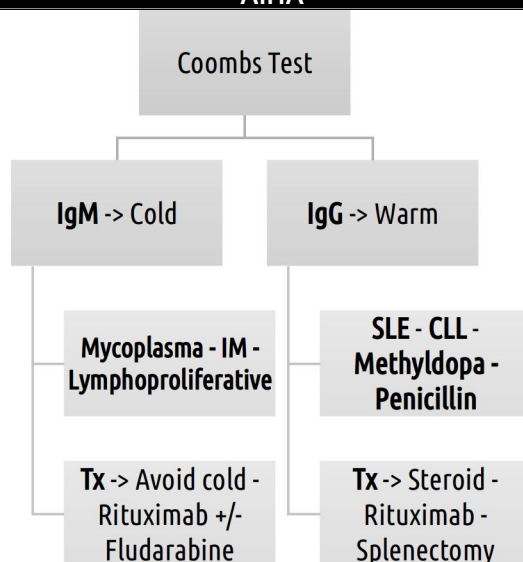 Coombs Test
IgM -> Cold
IgG -> Warm
Mycoplasma - IM -
Lymphoproliferative
SLE - CLL -
Methyldopa -
Penicillin
Tx -> Avoid cold -
Rituximab +/-
Fludarabine
Tx -> Steroid -
Rituximab -
Splenectomy